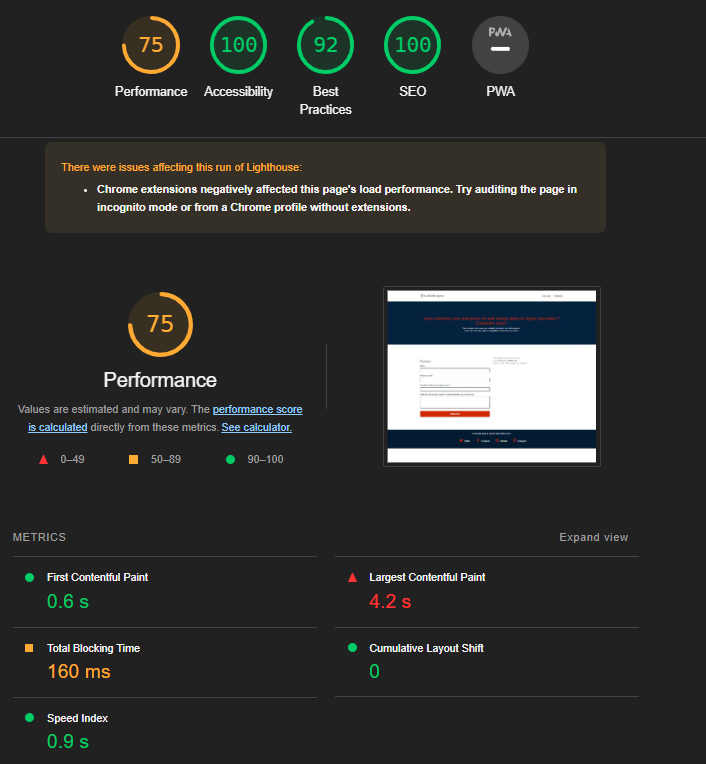 75
100
92
100
PWA
Performance
Accessibility
Best
Practices
SEO
PWA
There were issues affecting this run of Lighthouse:
• Chrome extensions negatively affected this page's load performance. Try auditing the page in
incognito mode or from a Chrome profile without extensions.
75
Performance
Values are estimated and may vary. The performance score
is calculated directly from these metrics. See calculator.
0–49
50–89
90–100
METRICS
Expand view
First Contentful Paint
0.6 s
Largest Contentful Paint
4.2 s
Total Blocking Time
160 ms
Cumulative Layout Shift
0
Speed Index
0.9 s